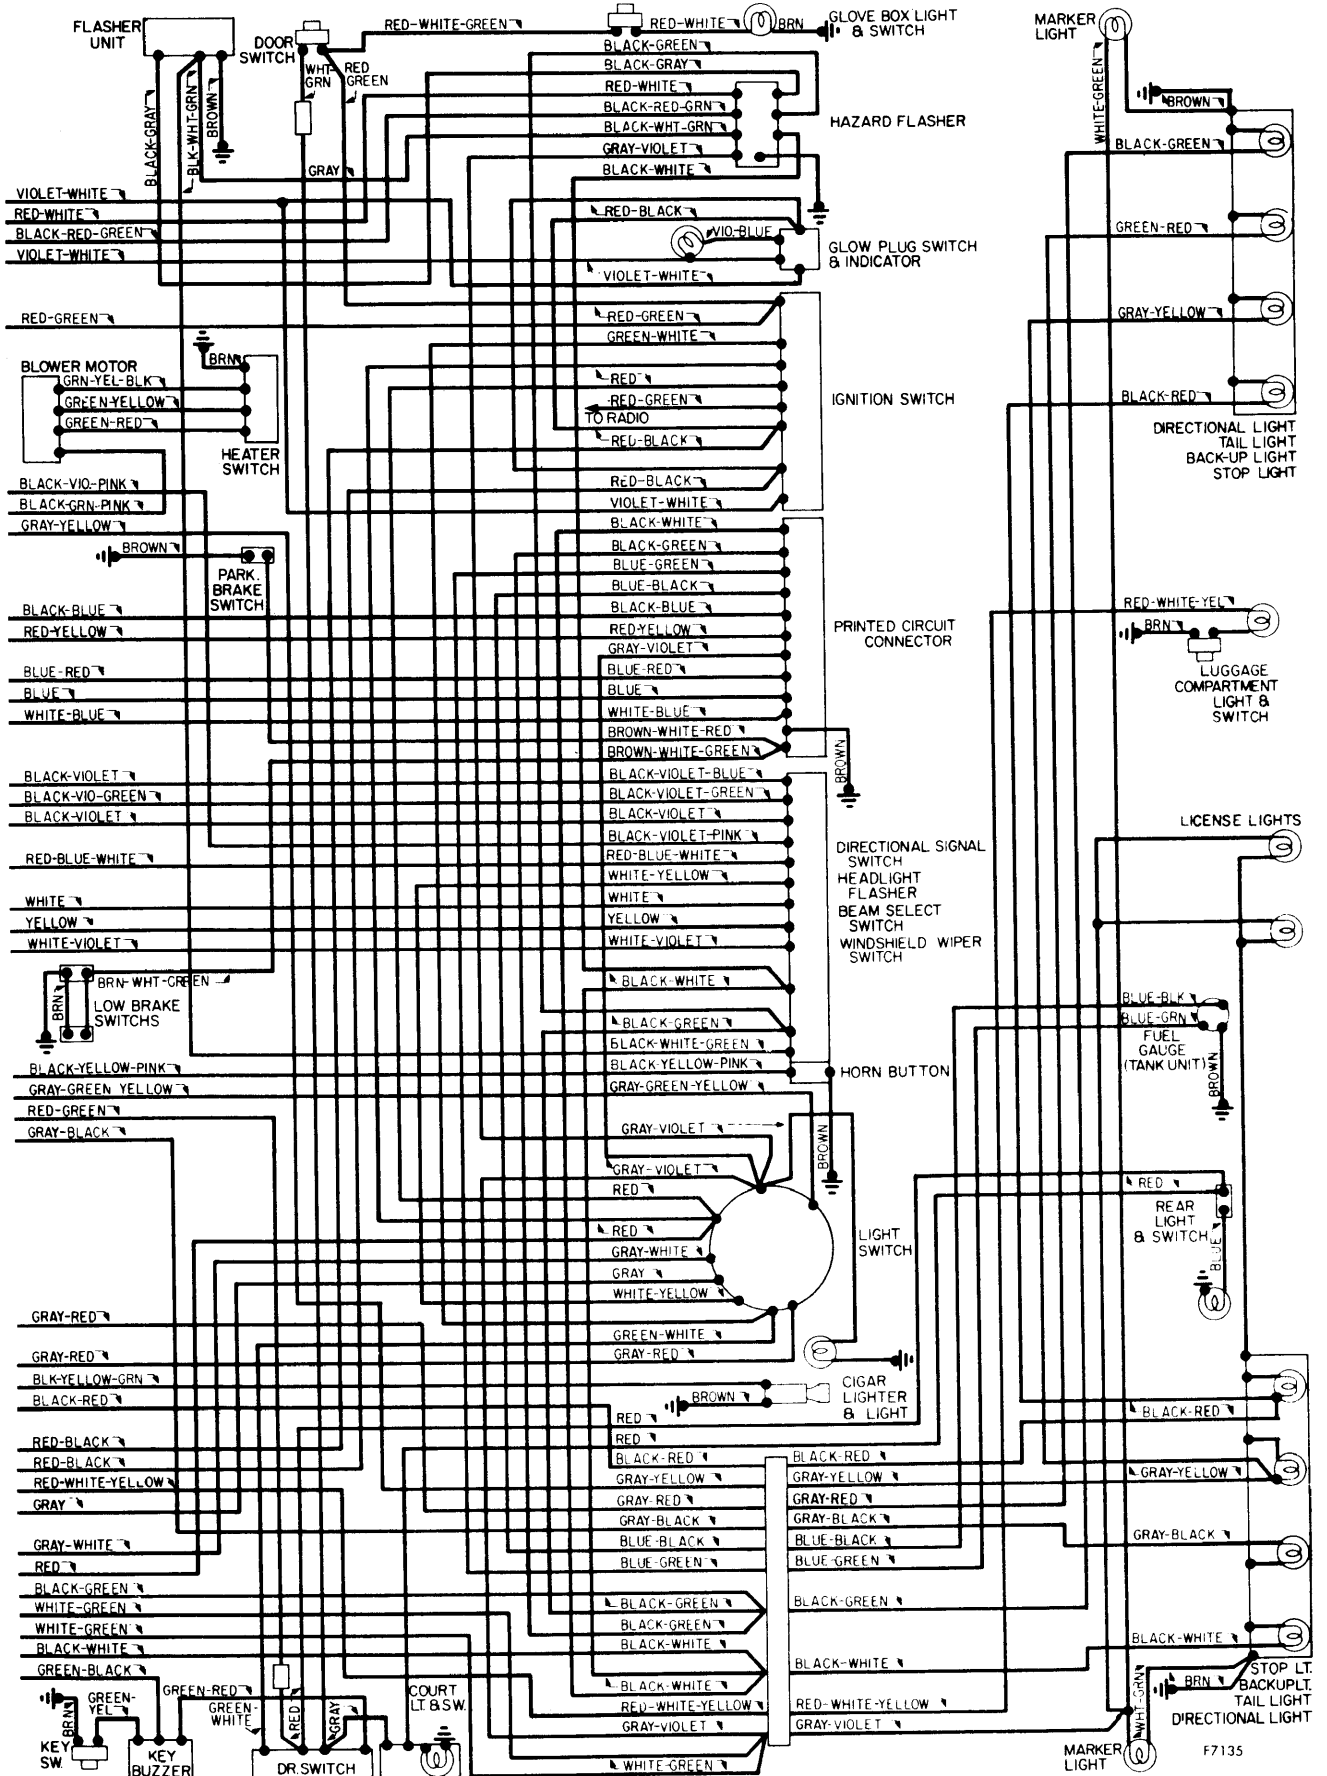 FLASHER
UNIT
DOOR
SWITCH
RED-WHITE-GREEN
RED-WHITE
BRN
GLOVE BOX LIGHT
& SWITCH
MARKER
LIGHT
WHT-
GRN
RED
GREEN
BLACK-GREEN
BLACK-GRAY
RED-WHITE
BLACK-RED-GRN
BLACK-WHT-GRN
GRAY-VIOLET
BLACK-WHITE
HAZARD FLASHER
BLACK-GRAY
BLK-WHT-GRN
BROWN
GRAY
WHITE-GREEN
BROWN
BLACK-GREEN
GREEN-RED
GRAY-YELLOW
BLACK-RED
DIRECTIONAL LIGHT
TAIL LIGHT
BACK-UP LIGHT
STOP LIGHT
VIOLET-WHITE
RED-WHITE
BLACK-RED-GREEN
VIOLET-WHITE
RED-BLACK
VIO-BLUE
VIOLET-WHITE
GLOW PLUG SWITCH
& INDICATOR
RED-GREEN
RED-GREEN
GREEN-WHITE
RED
RED-GREEN
TO RADIO
RED-BLACK
RED-BLACK
VIOLET-WHITE
IGNITION SWITCH
BRN
BLOWER MOTOR
GRN-YEL-BLK
GREEN-YELLOW
GREEN-RED
HEATER
SWITCH
BLACK-VIO-PINK
BLACK-GRN-PINK
GRAY-YELLOW
BROWN
PARK.
BRAKE
SWITCH
BLACK-WHITE
BLACK-GREEN
BLUE-GREEN
BLUE-BLACK
BLACK-BLUE
RED-YELLOW
GRAY-VIOLET
BLUE-RED
BLUE
WHITE-BLUE
BROWN-WHITE-RED
BROWN-WHITE-GREEN
BROWN
PRINTED CIRCUIT
CONNECTOR
BLACK-BLUE
RED-YELLOW
BLUE-RED
BLUE
WHITE-BLUE
RED-WHITE-YEL
BRN
LUGGAGE
COMPARTMENT
LIGHT &
SWITCH
BLACK-VIOLET
BLACK-VIO-GREEN
BLACK-VIOLET
RED-BLUE-WHITE
WHITE
YELLOW
WHITE-VIOLET
BLACK-VIOLET-BLUE
BLACK-VIOLET-GREEN
BLACK-VIOLET
BLACK-VIOLET-PINK
RED-BLUE-WHITE
WHITE-YELLOW
WHITE
YELLOW
WHITE-VIOLET
BLACK-WHITE
BLACK-GREEN
BLACK-WHITE-GREEN
BLACK-YELLOW-PINK
GRAY-GREEN-YELLOW
DIRECTIONAL SIGNAL
SWITCH
HEADLIGHT
FLASHER
BEAM SELECT
SWITCH
WINDSHIELD WIPER
SWITCH
HORN BUTTON
LICENSE LIGHTS
BRN-WHT-GREEN
BRN
LOW BRAKE
SWITCHS
BLUE-BLK
BLUE-GRN
FUEL
GAUGE
(TANK UNIT)
BROWN
BLACK-YELLOW-PINK
GRAY-GREEN YELLOW
RED-GREEN
GRAY-BLACK
GRAY-VIOLET
BROWN
GRAY-VIOLET
RED
RED
GRAY-WHITE
GRAY
WHITE-YELLOW
GREEN-WHITE
GRAY-RED
LIGHT
SWITCH
RED
REAR
LIGHT
& SWITCH
BLUE
GRAY-RED
GRAY-RED
BLK-YELLOW-GRN
BLACK-RED
BROWN
CIGAR
LIGHTER
& LIGHT
RED-BLACK
RED-BLACK
RED-WHITE-YELLOW
GRAY
GRAY-WHITE
RED
BLACK-GREEN
WHITE-GREEN
WHITE-GREEN
BLACK-WHITE
GREEN-BLACK
RED
RED
BLACK-RED
GRAY-YELLOW
GRAY-RED
GRAY-BLACK
BLUE-BLACK
BLUE-GREEN
BLACK-GREEN
BLACK-GREEN
BLACK-WHITE
BLACK-WHITE
RED-WHITE-YELLOW
GRAY-VIOLET
WHITE-GREEN
BLACK-RED
GRAY-YELLOW
GRAY-RED
GRAY-BLACK
BLUE-BLACK
BLUE-GREEN
BLACK-GREEN
BLACK-WHITE
RED-WHITE-YELLOW
GRAY-VIOLET
BLACK-RED
GRAY-YELLOW
GRAY-BLACK
BLACK-WHITE
BRN
WHT-GRN
STOP LT.
BACKUP LT.
TAIL LIGHT
DIRECTIONAL LIGHT
MARKER
LIGHT
F7135
BRN
GREEN-
YEL
KEY
SW.
KEY
BUZZER
GREEN-RED
GREEN-
WHITE
RED
GRAY
DR. SWITCH
COURT
LT & SW.